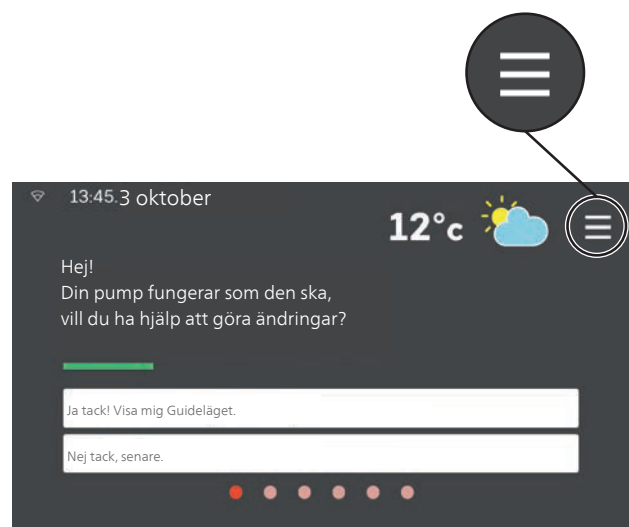 13:45.3 oktober
12°c
Hej!
Din pump fungerar som den ska,
vill du ha hjälp att göra ändringar?
Ja tack! Visa mig Guideläget.
Nej tack, senare.